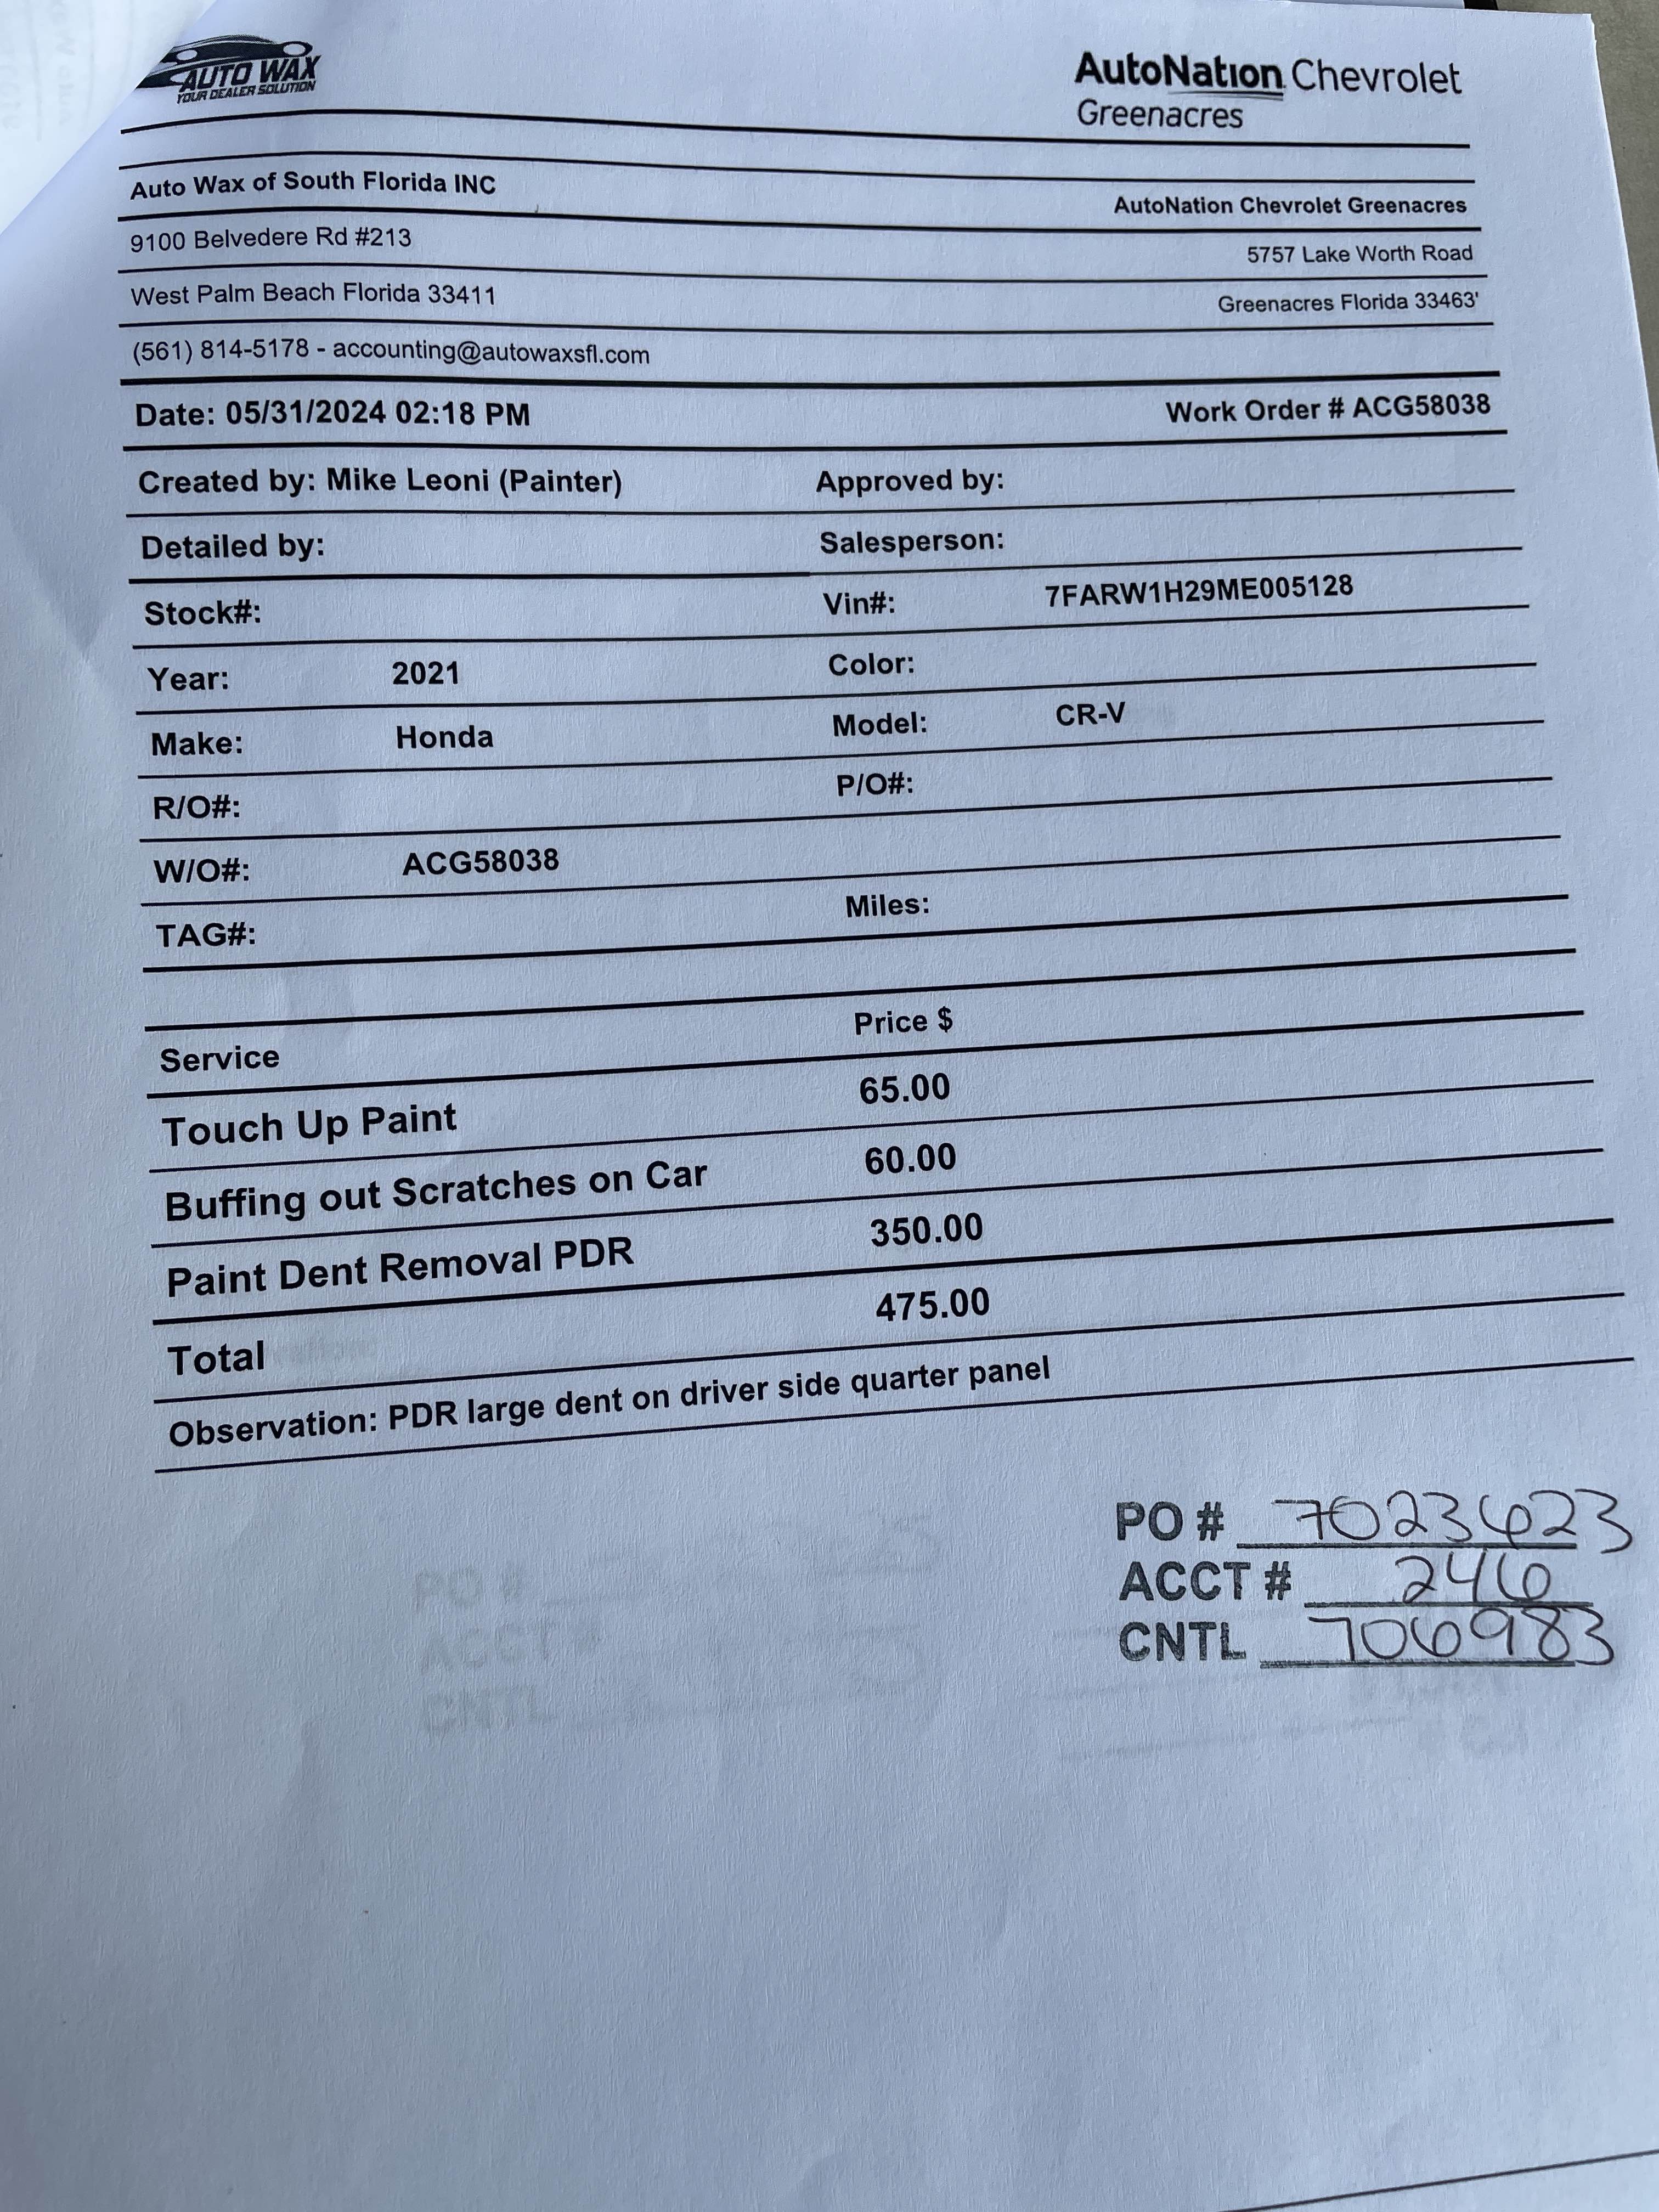 AUTO WAX
YOUR DEALER SOLUTION
AutoNation Chevrolet
Greenacres
Auto Wax of South Florida INC
AutoNation Chevrolet Greenacres
9100 Belvedere Rd #213
5757 Lake Worth Road
West Palm Beach Florida 33411
Greenacres Florida 33463'
(561) 814-5178 - accounting@autowaxsfl.com
Date: 05/31/2024 02:18 PM
Work Order # ACG58038
Created by: Mike Leoni (Painter)
Approved by:
Detailed by:
Salesperson:
Stock#:
Vin#: 7FARW1H29ME005128
Year: 2021
Color:
Make: Honda
Model: CR-V
R/O#:
P/O#:
W/O#: ACG58038
TAG#:
Miles:
Service Price $
Touch Up Paint 65.00
Buffing out Scratches on Car 60.00
Paint Dent Removal PDR 350.00
Total 475.00
Observation: PDR large dent on driver side quarter panel
PO # 7023623
ACCT # 246
CNTL 706983
PO #
ACCT #
CNTL